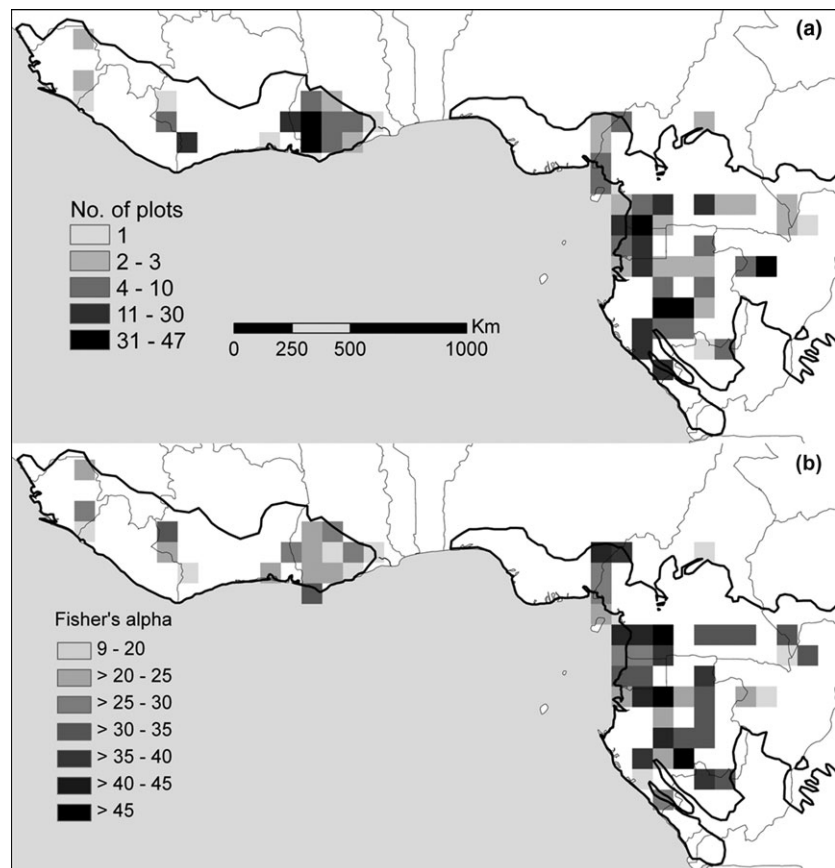 (a)
No. of plots
1
2 - 3
4 - 10
11 - 30
31 - 47
Km
0 250 500 1000
(b)
Fisher's alpha
9 - 20
> 20 - 25
> 25 - 30
> 30 - 35
> 35 - 40
> 40 - 45
> 45